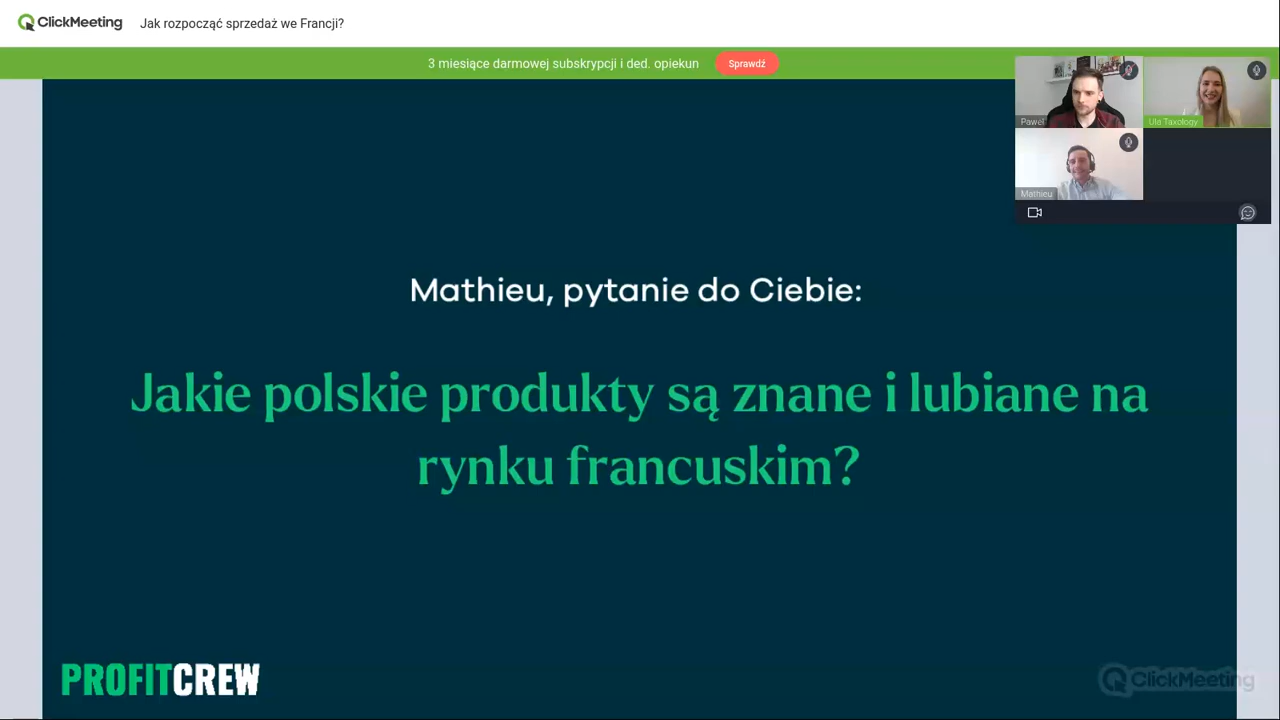 ClickMeeting Jak rozpocząć sprzedaż we Francji?
3 miesiące darmowej subskrypcji i ded. opiekun Sprawdź
Paweł Ula Taxology
Mathieu
Mathieu, pytanie do Ciebie:
Jakie polskie produkty są znane i lubiane na
rynku francuskim?
PROFITCREW
ClickMeeting